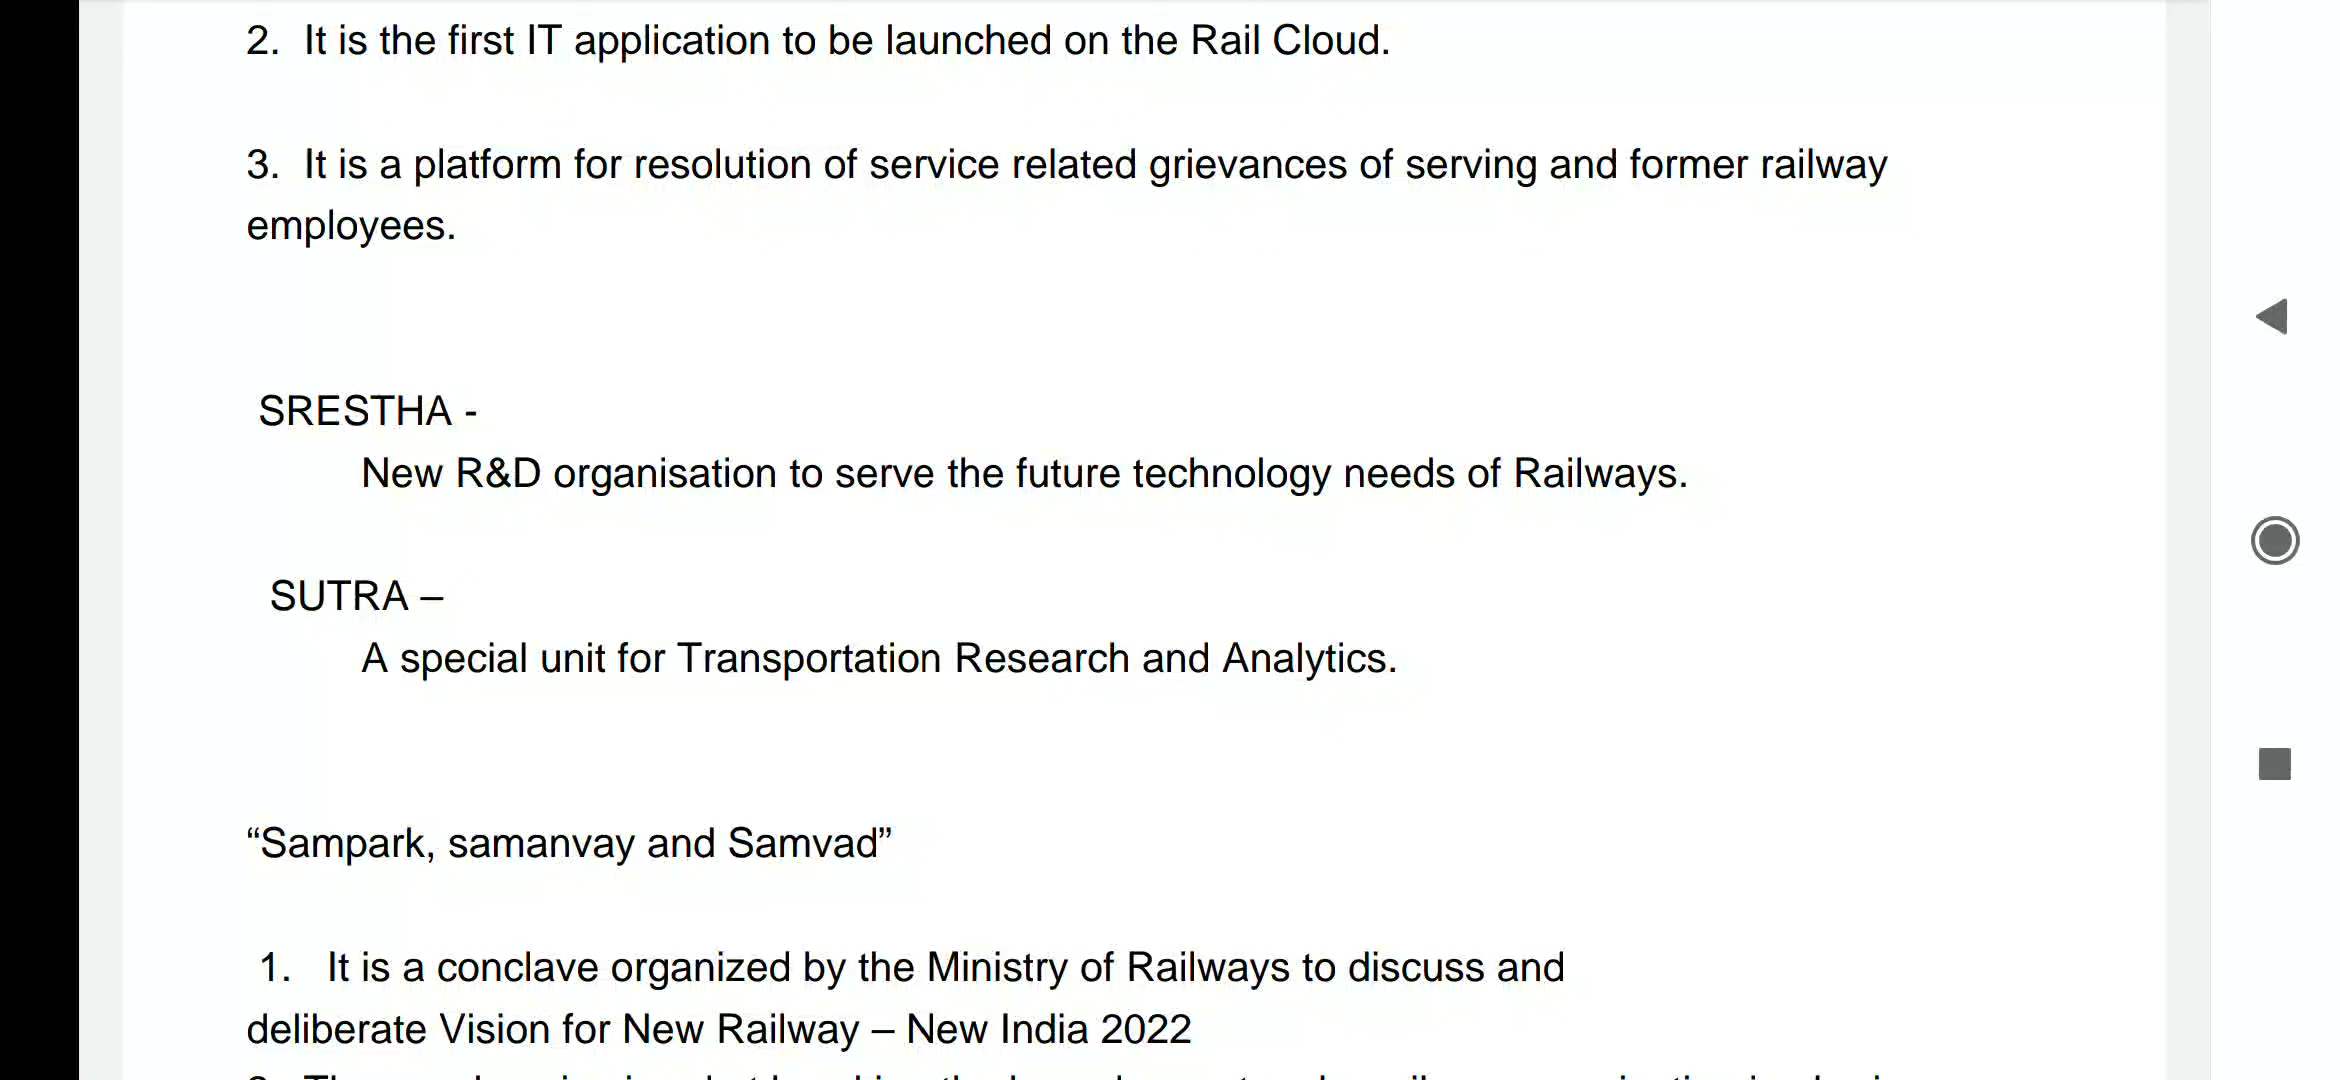 2. It is the first IT application to be launched on the Rail Cloud.
3. It is a platform for resolution of service related grievances of serving and former railway
employees.
SRESTHA -
New R&D organisation to serve the future technology needs of Railways.
SUTRA –
A special unit for Transportation Research and Analytics.
“Sampark, samanvay and Samvad”
1. It is a conclave organized by the Ministry of Railways to discuss and
deliberate Vision for New Railway – New India 2022